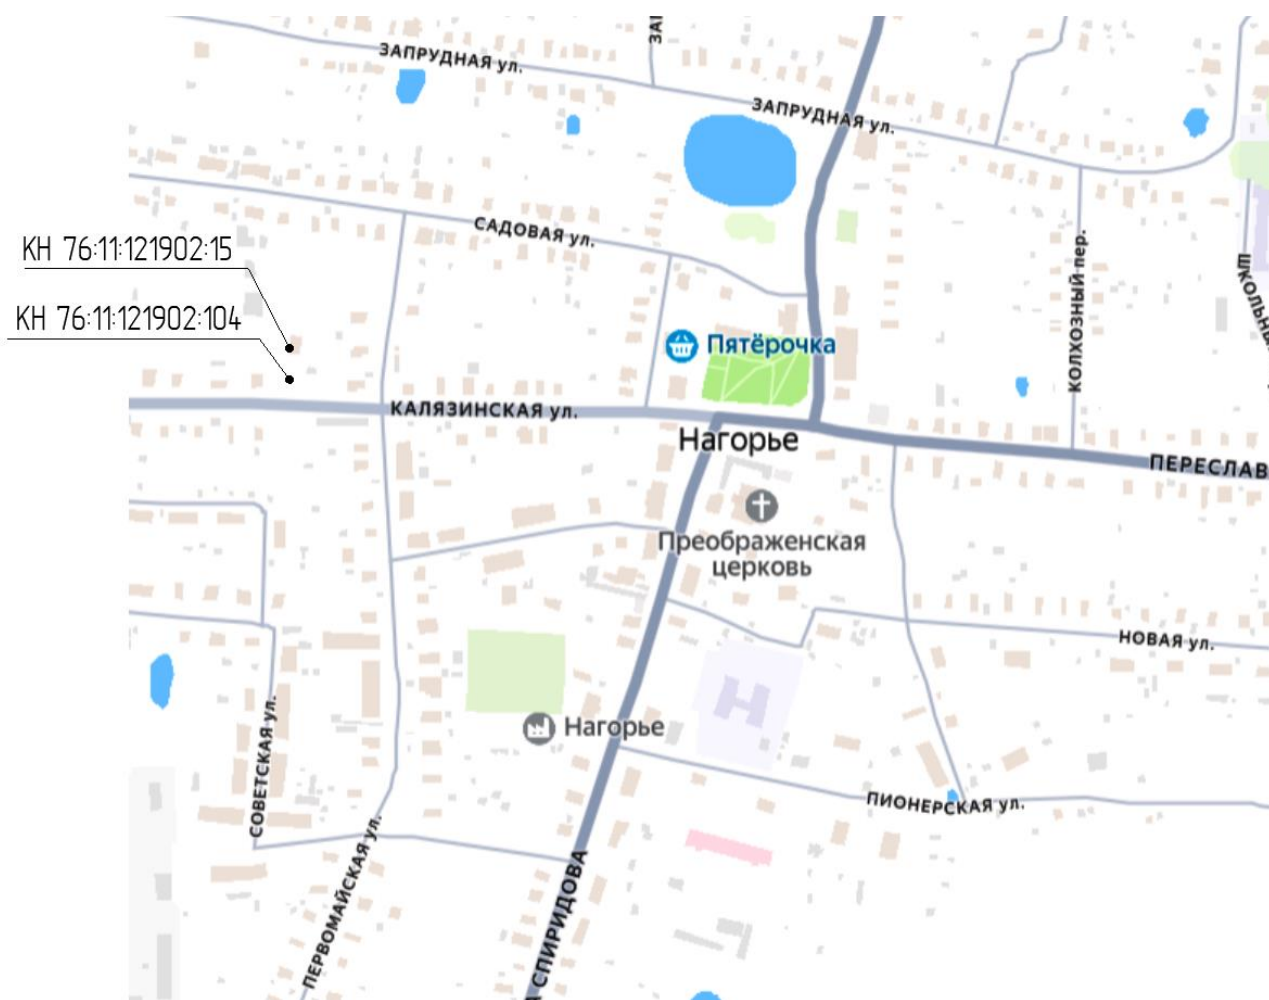 ЗАПРУДНАЯ ул.
ЗАПРУДНАЯ ул.
САДОВАЯ ул.
КН 76:11:121902:15
КН 76:11:121902:104
КОЛХОЗНЫЙ пер.
Пятёрочка
КАЛЯЗИНСКАЯ ул.
Нагорье
ПЕРЕСЛАВ
Преображенская
церковь
НОВАЯ ул.
СОВЕТСКАЯ ул.
Нагорье
ПИОНЕРСКАЯ ул.
ПЕРВОМАЙСКАЯ ул.
СПИРИДОВА